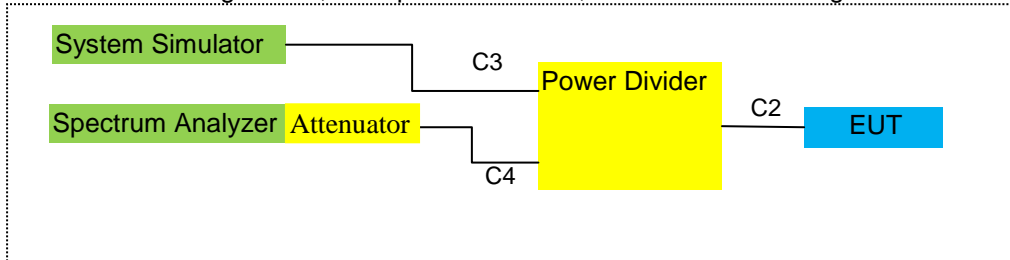 System Simulator
C3
Power Divider
Spectrum Analyzer
Attenuator
C2
EUT
C4